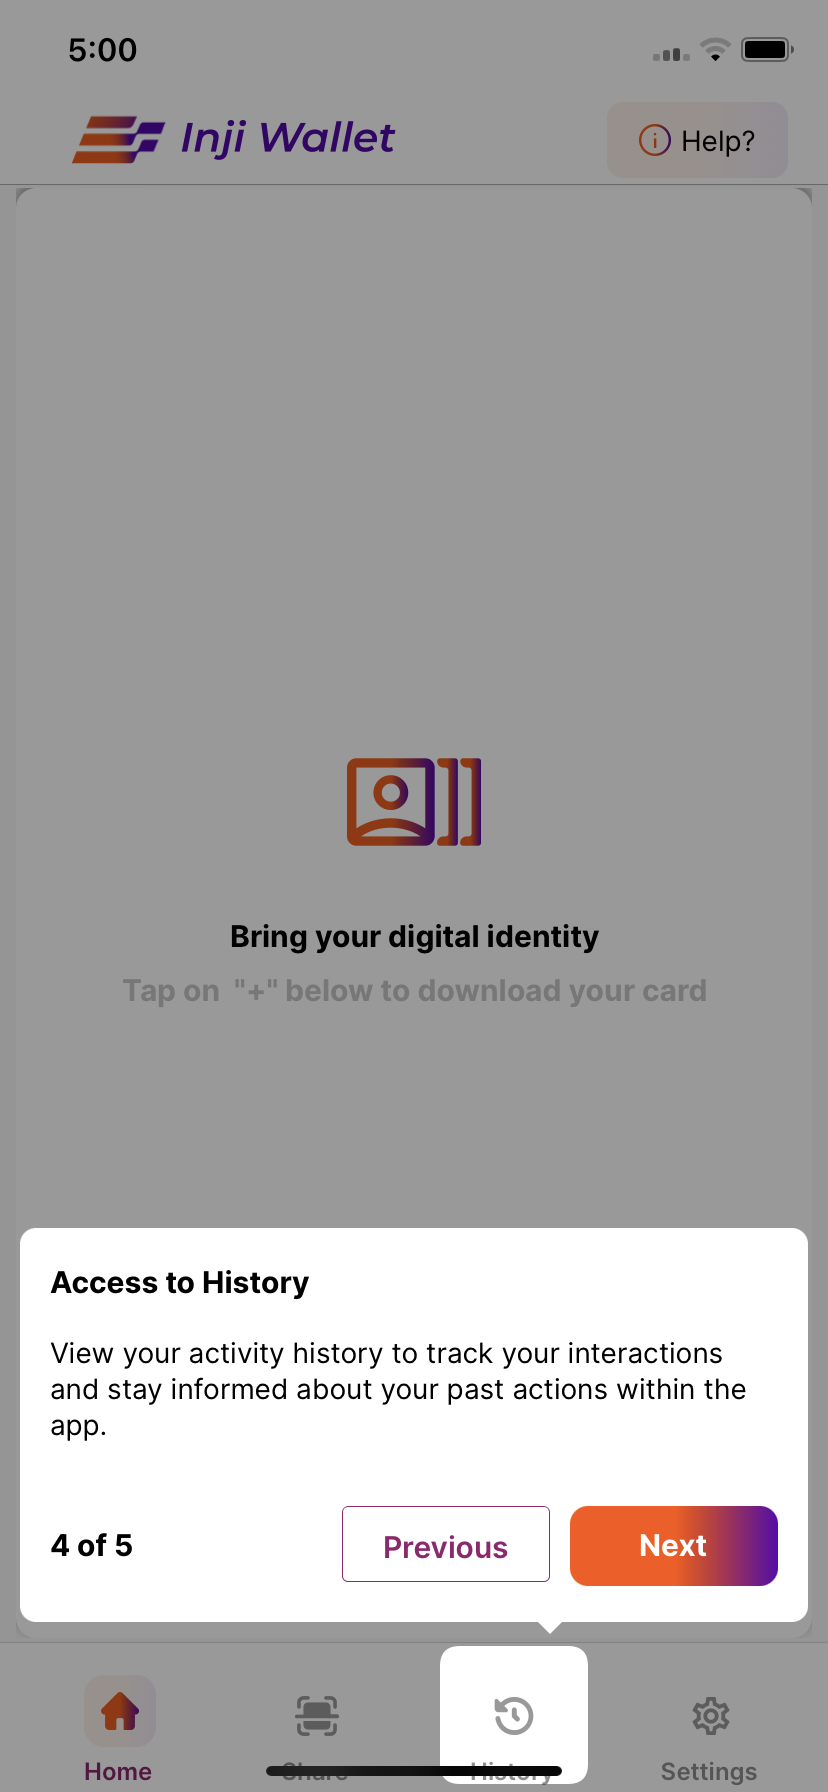 5:00
Inji Wallet
Help?
Bring your digital identity
Tap on "+" below to download your card
Access to History
View your activity history to track your interactions
and stay informed about your past actions within the
app.
4 of 5
Previous
Next
Home
Share
History
Settings